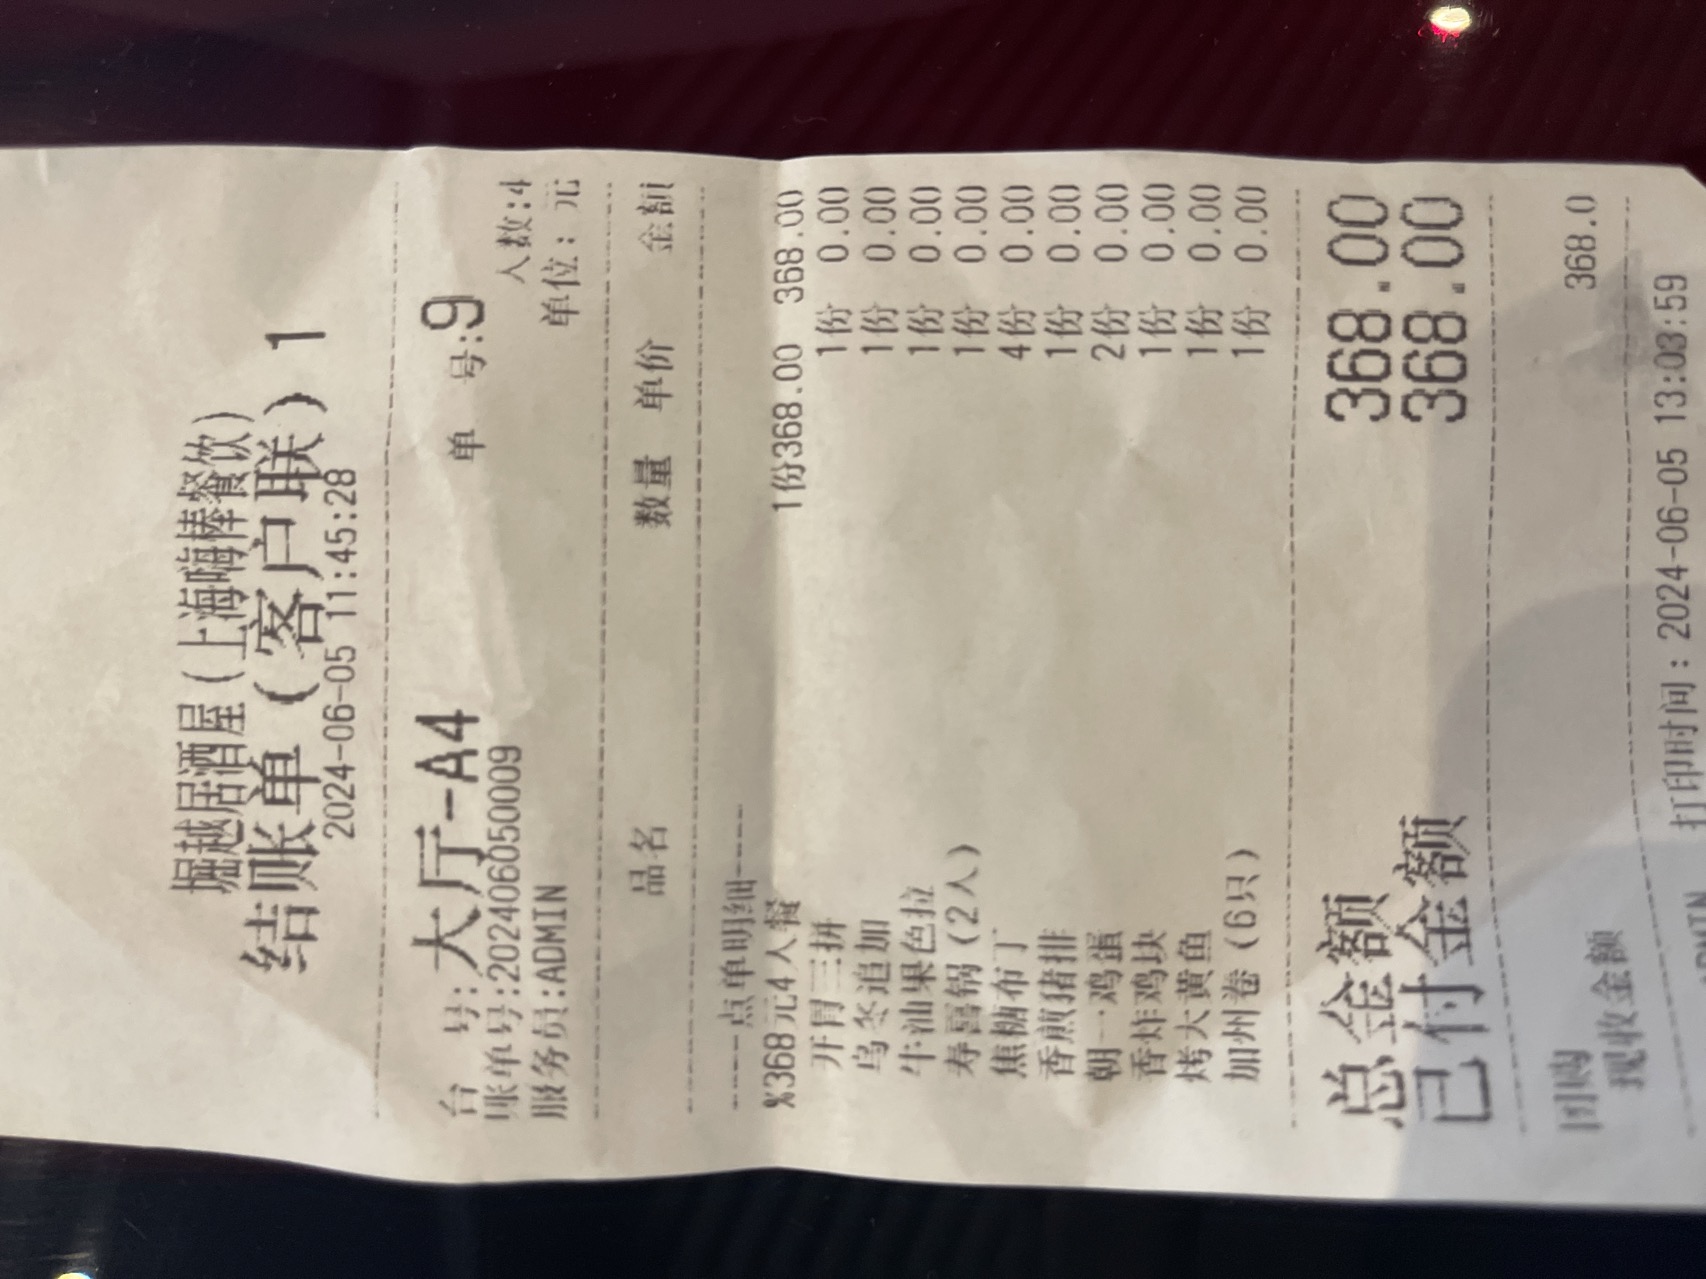 堀越居酒屋(上海嗨棒餐饮)
结账单(客户联)1
2024-06-05 11:45:28
台 号:大厅-A4 单 号:9
账单号:202406050009 人数:4
服务员:ADMIN 单位:元
品名 数量 单价 金额
----点单明细----
%368元4人餐 1份368.00 368.00
开胃三拼 1份 0.00
乌冬追加 1份 0.00
牛油果色拉 1份 0.00
寿喜锅(2人) 1份 0.00
焦糖布丁 4份 0.00
香煎猪排 1份 0.00
朝一鸡蛋 2份 0.00
香炸鸡块 1份 0.00
烤大黄鱼 1份 0.00
加州卷(6只) 1份 0.00
总金额 368.00
已付金额 368.00
团购 368.0
现收金额
打印时间:2024-06-05 13:03:59